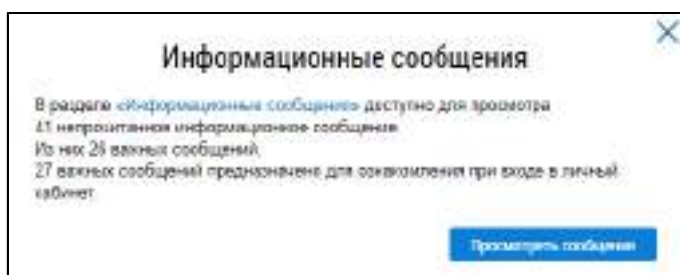 Информационные сообщения
В разделе «Информационные сообщения» доступно для просмотра
41 непрочитанное информационное сообщение
Из них 28 важных сообщений
27 важных сообщений предназначено для ознакомления при входе в личный
кабинет
Просмотреть сообщения